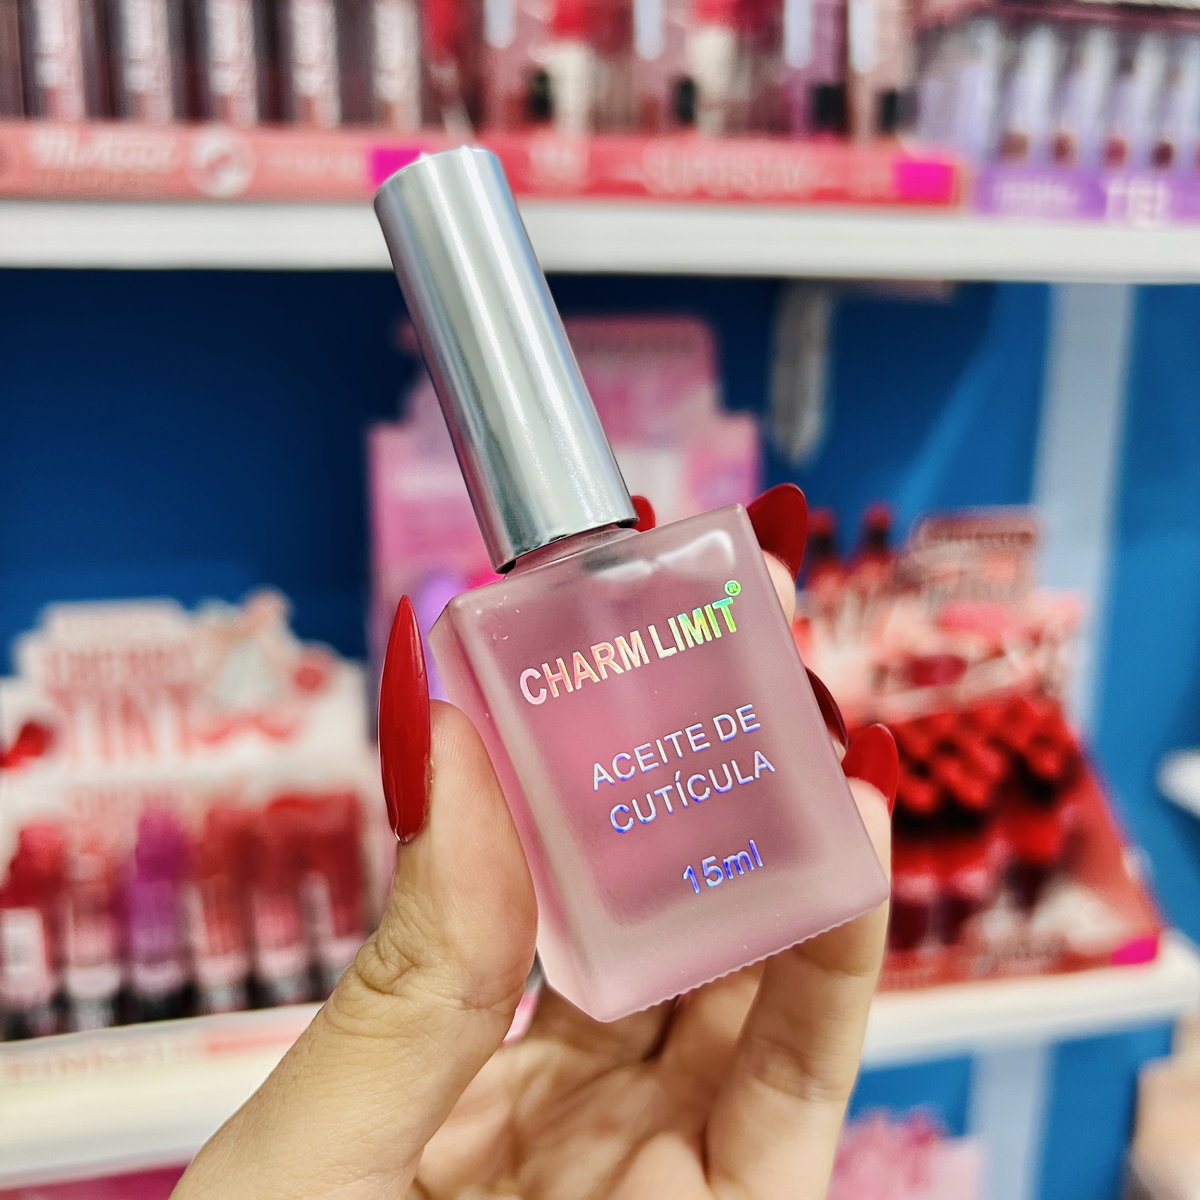 CHARM LIMIT®
ACEITE DE
CUTÍCULA
15ml